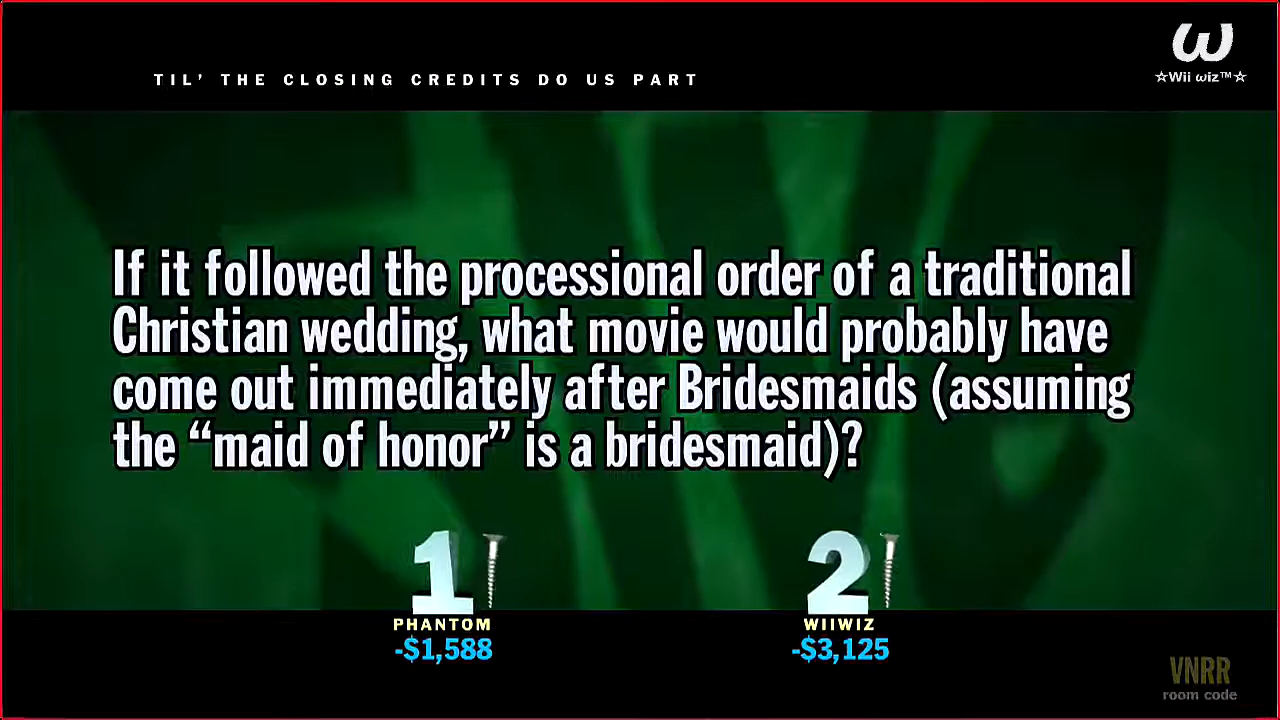 ω
☆Wii ωiz™☆
TIL' THE CLOSING CREDITS DO US PART
If it followed the processional order of a traditional
Christian wedding, what movie would probably have
come out immediately after Bridesmaids (assuming
the “maid of honor” is a bridesmaid)?
1 2
PHANTOM WIIWIZ
-$1,588 -$3,125
VNRR
room code